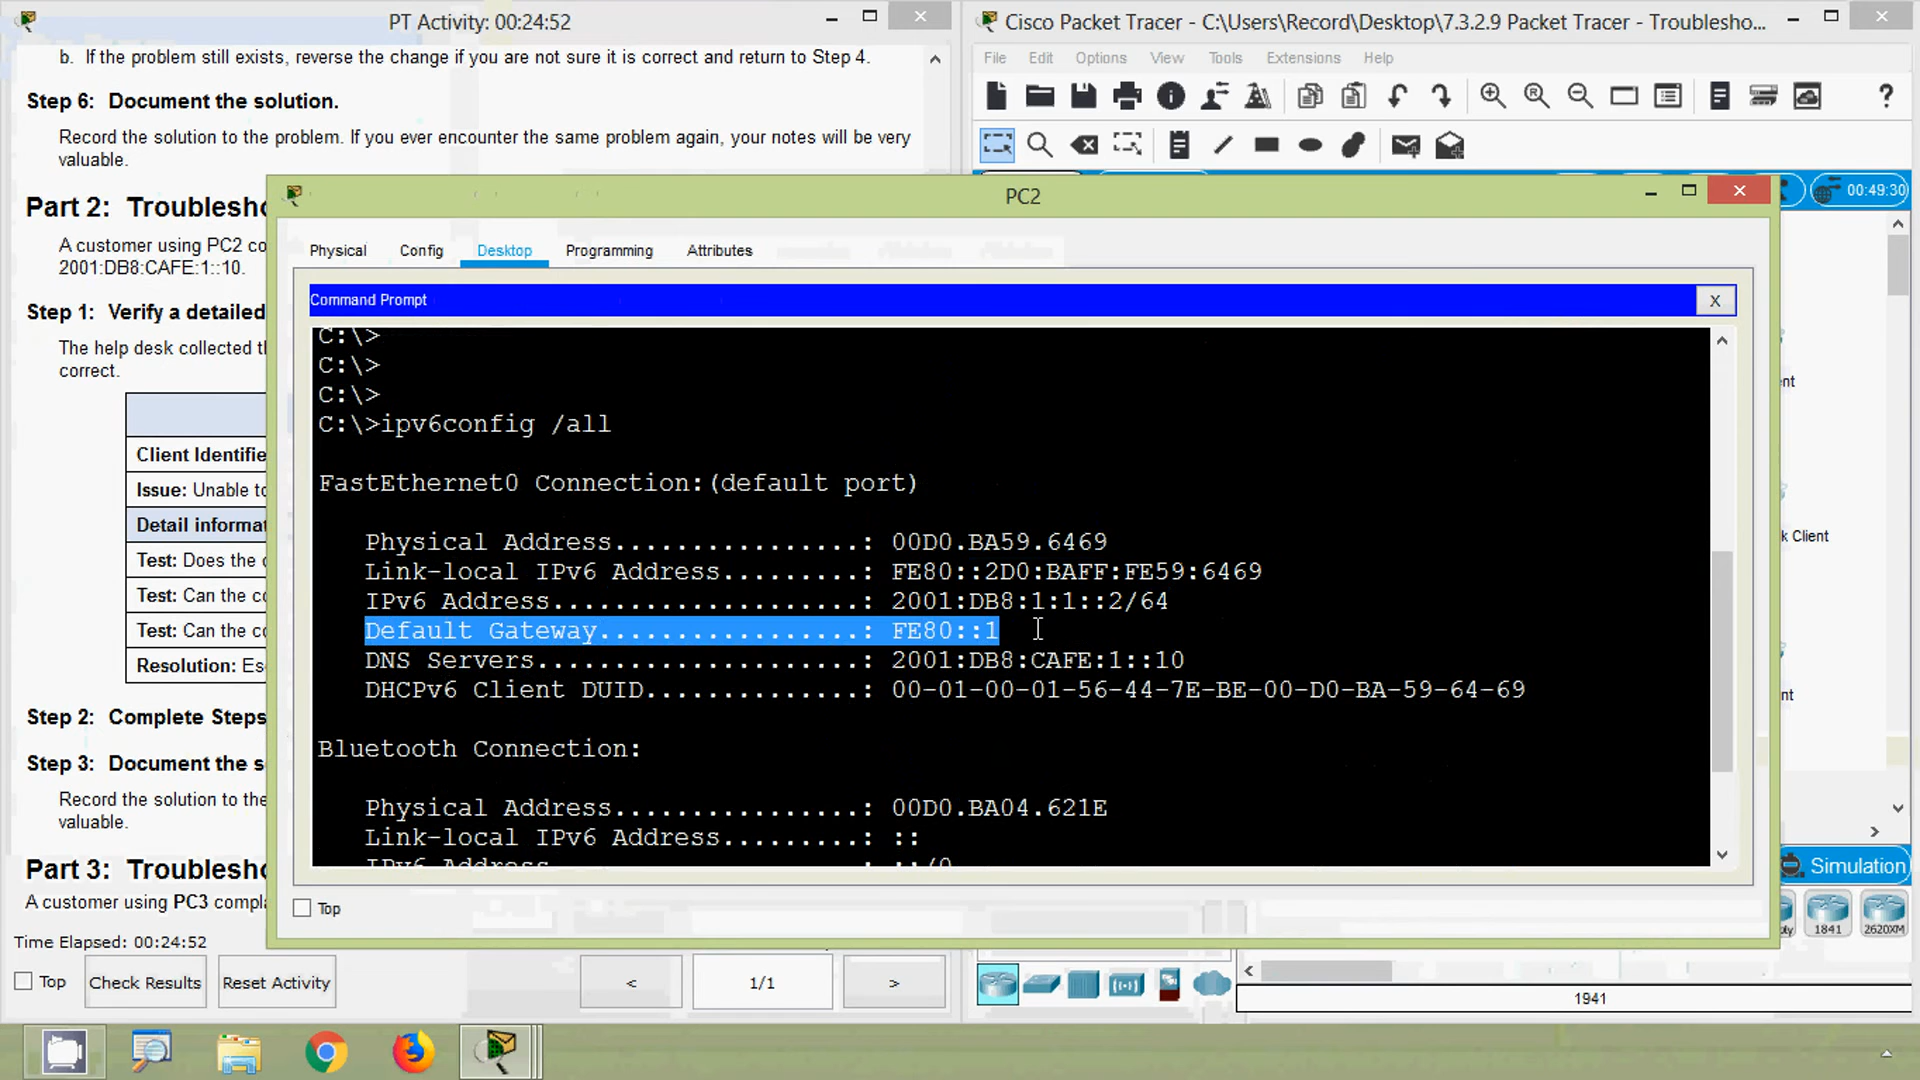 PT Activity: 00:24:52
b. If the problem still exists, reverse the change if you are not sure it is correct and return to Step 4.
Step 6: Document the solution.
Record the solution to the problem. If you ever encounter the same problem again, your notes will be very
valuable.
Part 2: Troublesho
A customer using PC2 co
2001:DB8:CAFE:1::10.
Step 1: Verify a detailed
The help desk collected t
correct.
Client Identifie
Issue: Unable to
Detail informat
Test: Does the c
Test: Can the co
Test: Can the co
Resolution: Es
Step 2: Complete Steps
Step 3: Document the s
Record the solution to the
valuable.
Part 3: Troublesho
A customer using PC3 compla
Time Elapsed: 00:24:52
Top
Check Results
Reset Activity
<
1/1
>
Cisco Packet Tracer - C:\Users\Record\Desktop\7.3.2.9 Packet Tracer - Troublesho...
File Edit Options View Tools Extensions Help
00:49:30
PC2
Physical Config Desktop Programming Attributes
Command Prompt
X
C:\>
C:\>
C:\>
C:\>ipv6config /all
FastEthernet0 Connection:(default port)
Physical Address................: 00D0.BA59.6469
Link-local IPv6 Address.........: FE80::2D0:BAFF:FE59:6469
IPv6 Address....................: 2001:DB8:1:1::2/64
Default Gateway.................: FE80::1
DNS Servers.....................: 2001:DB8:CAFE:1::10
DHCPv6 Client DUID..............: 00-01-00-01-56-44-7E-BE-00-D0-BA-59-64-69
Bluetooth Connection:
Physical Address................: 00D0.BA04.621E
Link-local IPv6 Address.........: ::
IPv6 Address....................: ::/0
Top
ent
k Client
nt
Simulation
1841
2620XM
1941